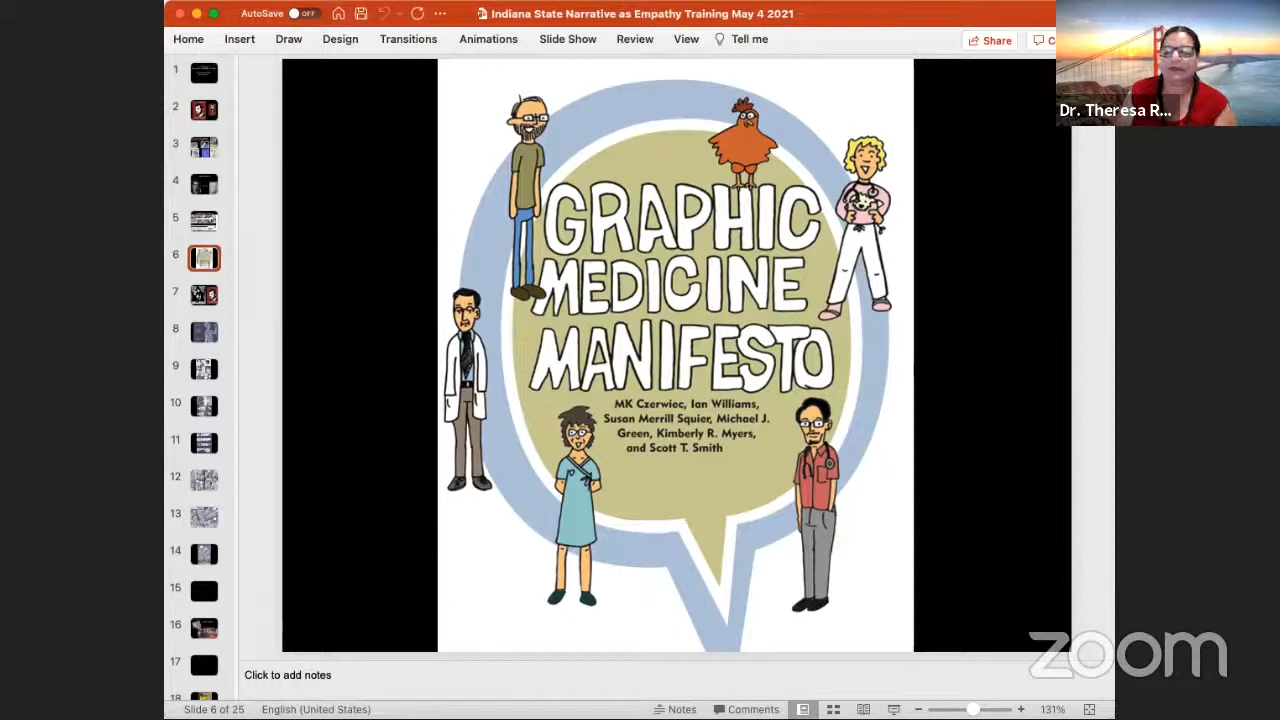 AutoSave OFF Indiana State Narrative as Empathy Training May 4 2021
Home Insert Draw Design Transitions Animations Slide Show Review View Tell me Share C
Dr. Theresa R...
1
2
3
4
5
6
7
8
9
10
11
12
13
14
15
16
17
18
GRAPHIC
MEDICINE
MANIFESTO
MK Czerwiec, Ian Williams,
Susan Merrill Squier, Michael J.
Green, Kimberly R. Myers,
and Scott T. Smith
zoom
Click to add notes
Slide 6 of 25 English (United States) Notes Comments 131%